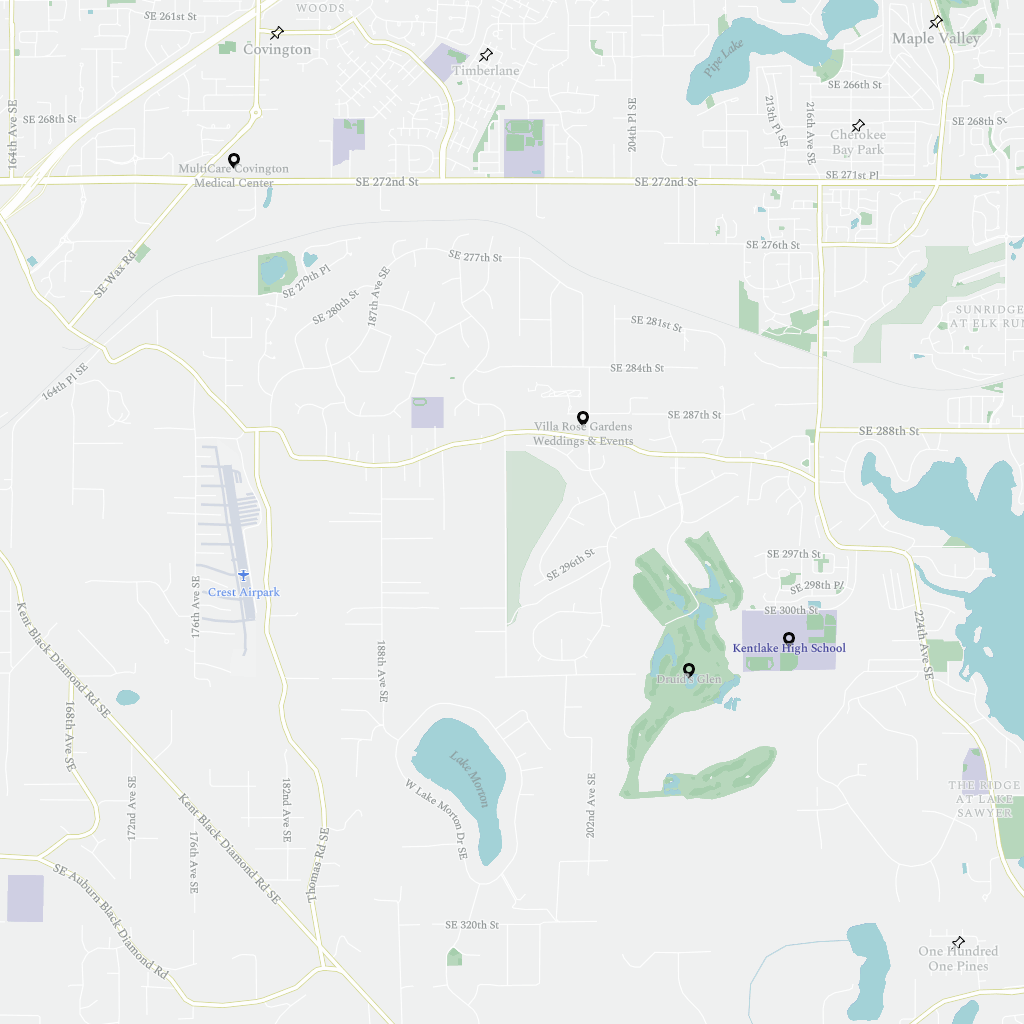 WOODS
SE 261st St
Covington
Maple Valley
Timberlane
Pipe Lake
SE 266th St
164th Ave SE
SE 268th St
204th Pl SE
213th Pl SE
216th Ave SE
SE 268th St
Cherokee
Bay Park
MultiCare Covington
Medical Center
SE 272nd St
SE 272nd St
SE 271st Pl
SE Wax Rd
SE 277th St
SE 276th St
SE 279th Pl
SE 280th St
187th Ave SE
SUNRIDGE
AT ELK RUN
SE 281st St
164th Pl SE
SE 284th St
SE 287th St
Villa Rose Gardens
Weddings & Events
SE 288th St
SE 296th St
SE 297th St
SE 298th Pl
SE 300th St
Crest Airpark
176th Ave SE
Kentlake High School
224th Ave SE
188th Ave SE
Druids Glen
Kent Black Diamond Rd SE
168th Ave SE
Lake Morton
W Lake Morton Dr SE
172nd Ave SE
182nd Ave SE
202nd Ave SE
THE RIDGE
AT LAKE
SAWYER
Kent Black Diamond Rd SE
176th Ave SE
Thomas Rd SE
SE Auburn Black Diamond Rd
SE 320th St
One Hundred
One Pines